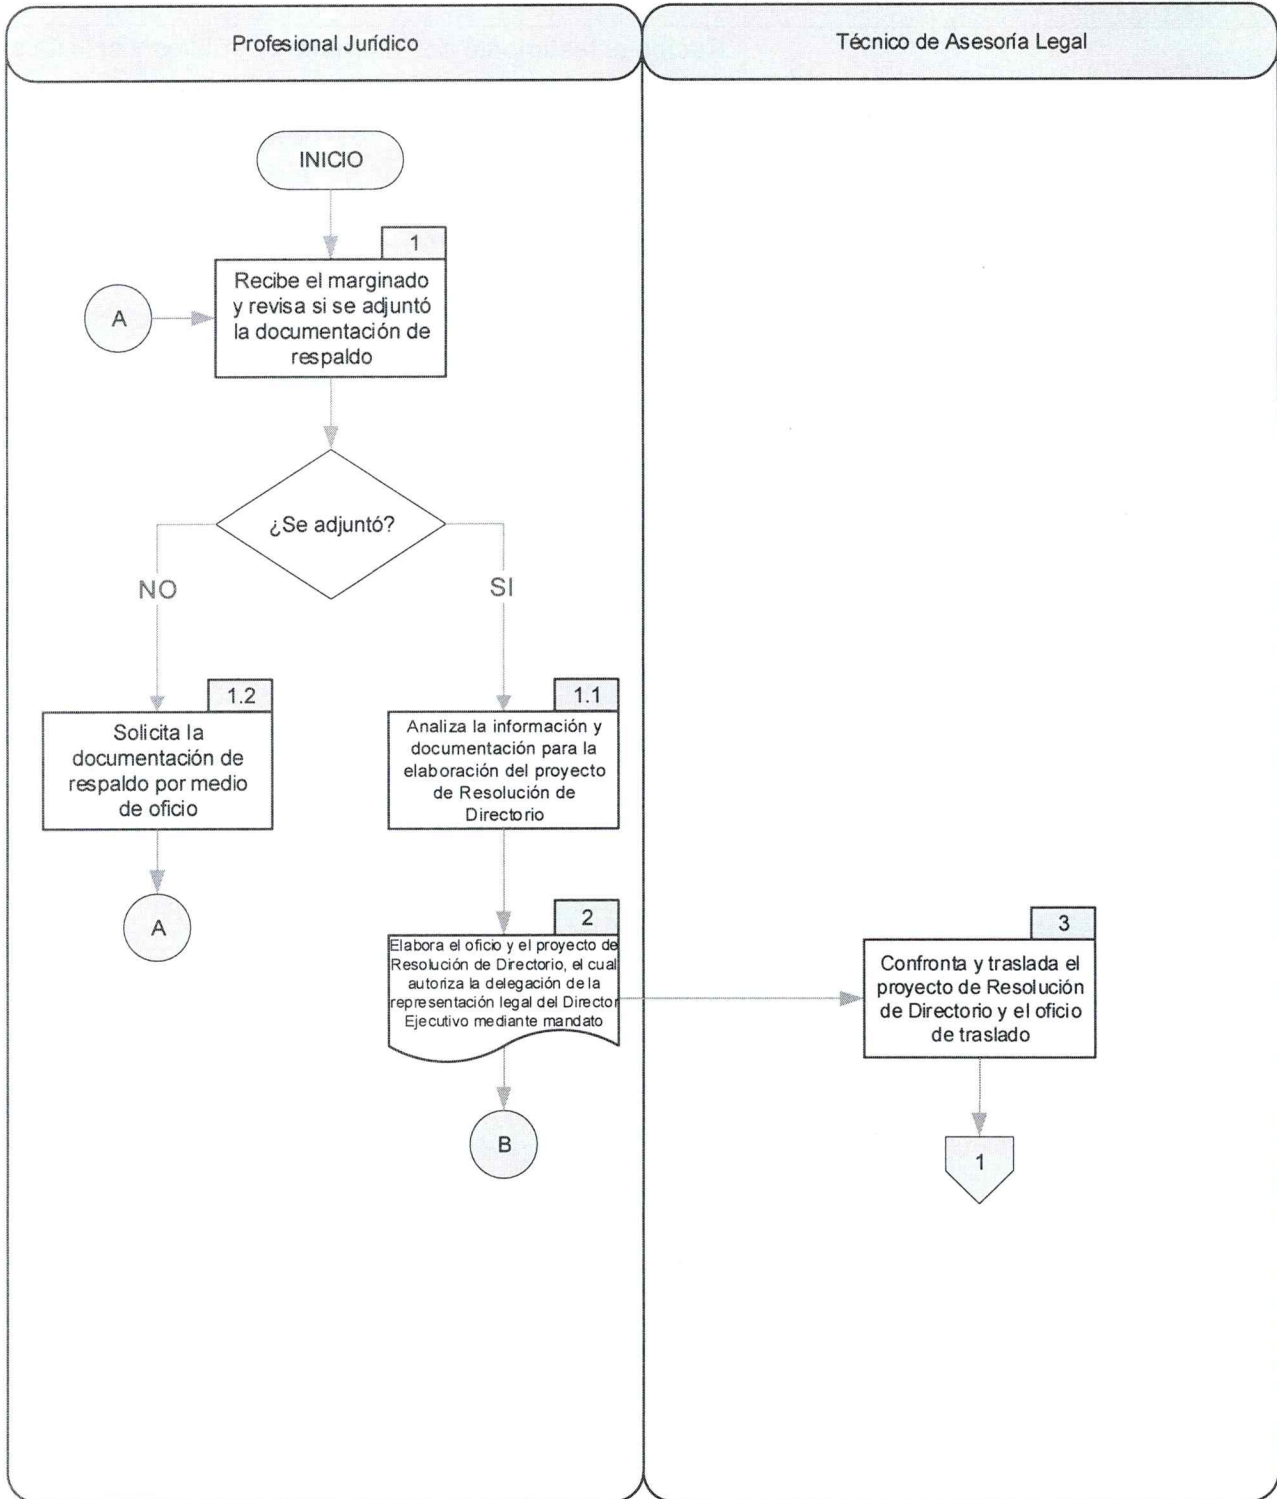 Profesional Jurídico
Técnico de Asesoría Legal
INICIO
1
Recibe el marginado
y revisa si se adjuntó
la documentación de
respaldo
A
¿Se adjuntó?
NO
SI
1.2
Solicita la
documentación de
respaldo por medio
de oficio
A
1.1
Analiza la información y
documentación para la
elaboración del proyecto
de Resolución de
Directorio
2
Elabora el oficio y el proyecto de
Resolución de Directorio, el cual
autoriza la delegación de la
representación legal del Director
Ejecutivo mediante mandato
B
3
Confronta y traslada el
proyecto de Resolución
de Directorio y el oficio
de traslado
1